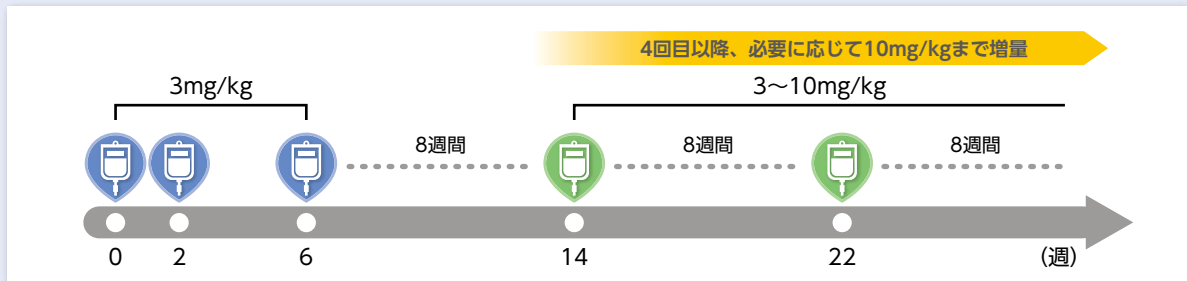 4回目以降、必要に応じて10mg/kgまで増量
3mg/kg
3～10mg/kg
8週間
8週間
8週間
0
2
6
14
22
(週)